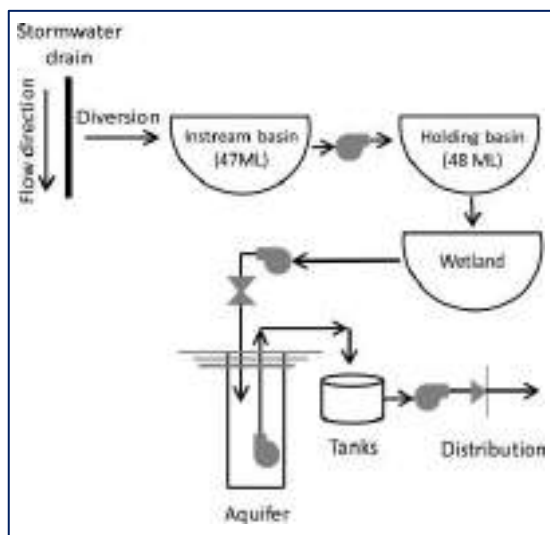 Stormwater
drain
Flow direction
Diversion
Instream basin
(47ML)
Holding basin
(48 ML)
Wetland
Tanks
Distribution
Aquifer